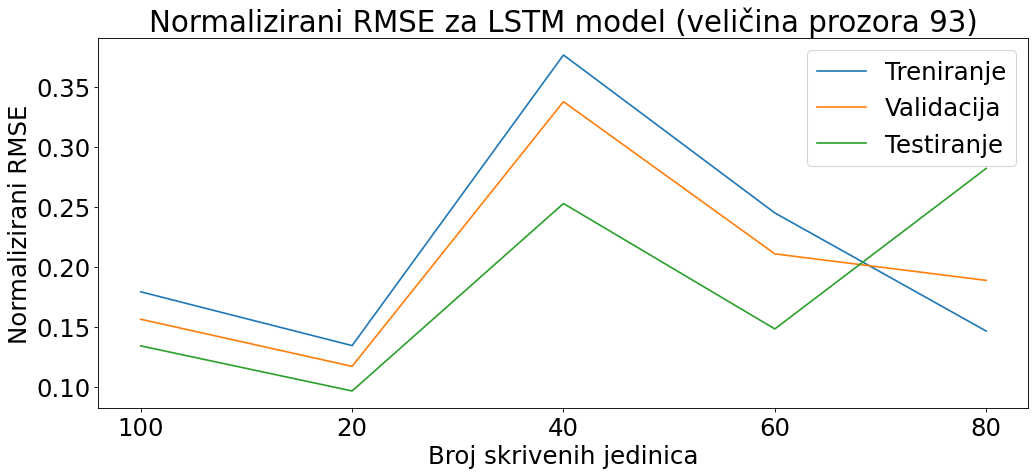 Normalizirani RMSE za LSTM model (veličina prozora 93)
Treniranje
Validacija
Testiranje
Normalizirani RMSE
0.35
0.30
0.25
0.20
0.15
0.10
100 20 40 60 80
Broj skrivenih jedinica